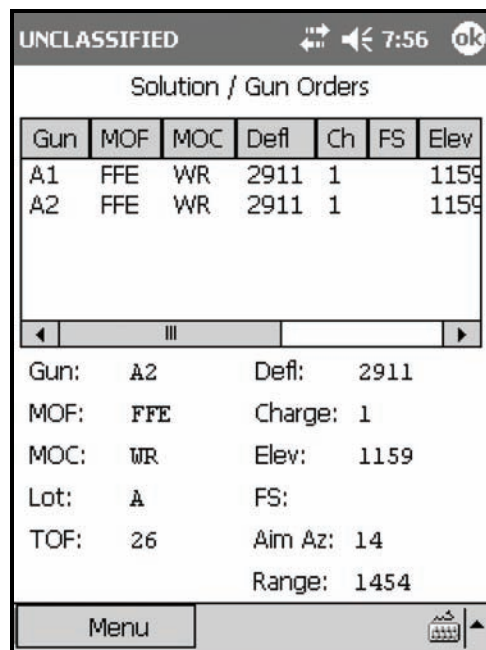 UNCLASSIFIED 7:56 ok
Solution / Gun Orders
Gun MOF MOC Defl Ch FS Elev
A1 FFE WR 2911 1 1159
A2 FFE WR 2911 1 1159
Gun: A2 Defl: 2911
MOF: FFE Charge: 1
MOC: WR Elev: 1159
Lot: A FS:
TOF: 26 Aim Az: 14
Range: 1454
Menu